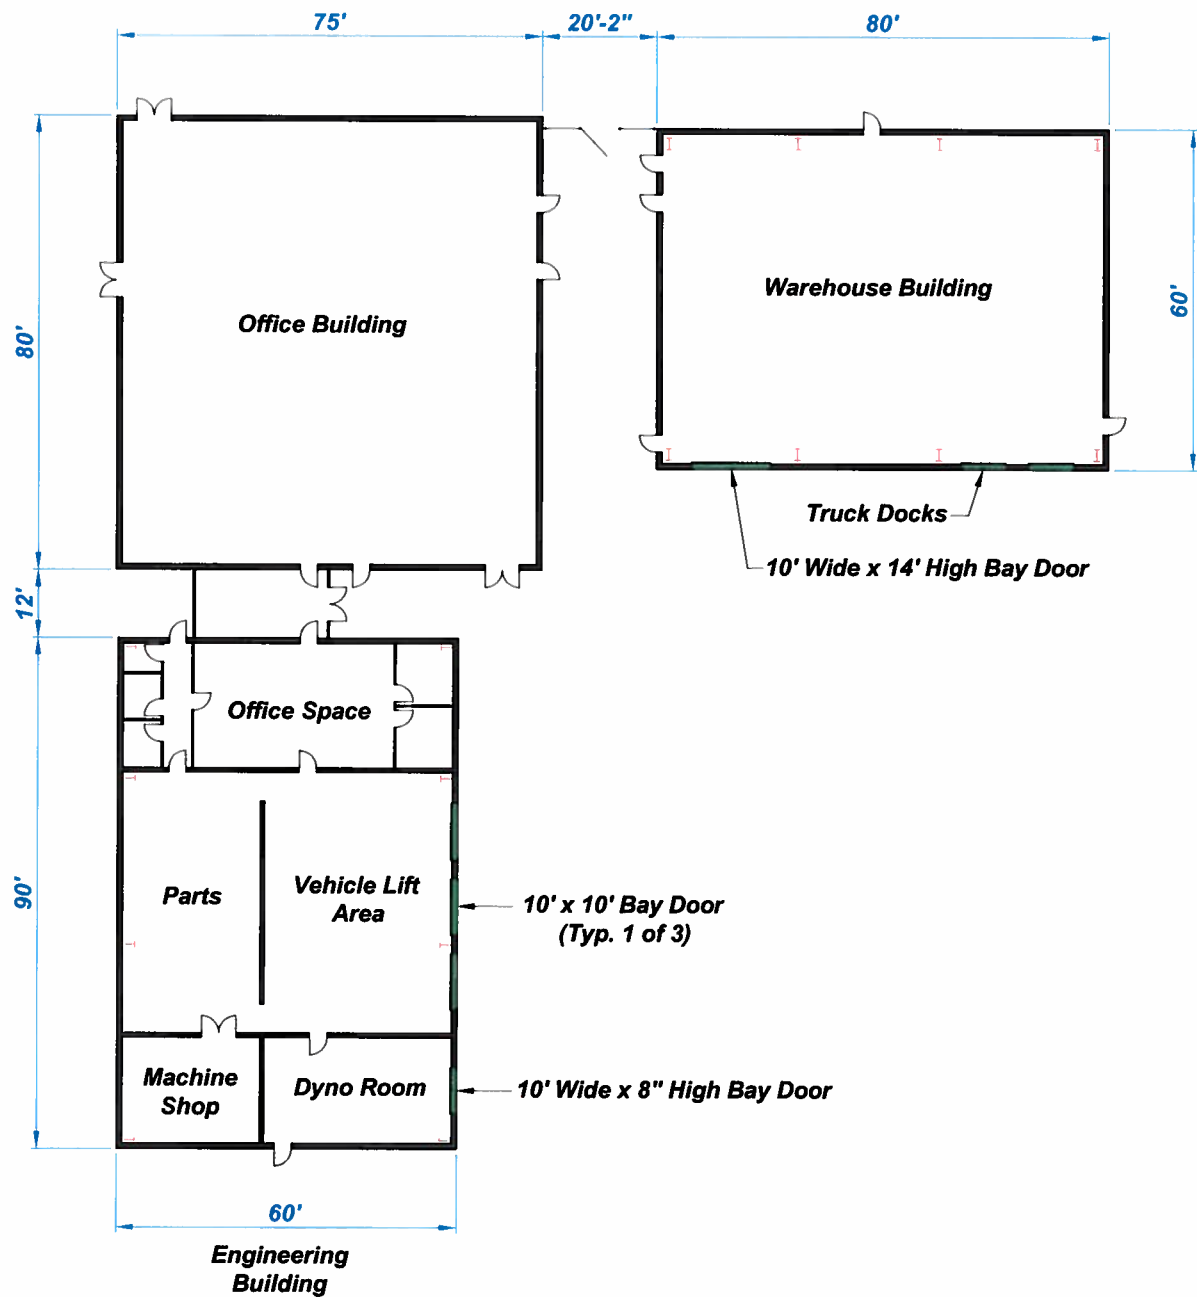 75'
20'-2"
80'
Office Building
Warehouse Building
80'
60'
Truck Docks
10' Wide x 14' High Bay Door
12'
Office Space
90'
Parts
Vehicle Lift
Area
10' x 10' Bay Door
(Typ. 1 of 3)
Machine
Shop
Dyno Room
10' Wide x 8" High Bay Door
60'
Engineering
Building